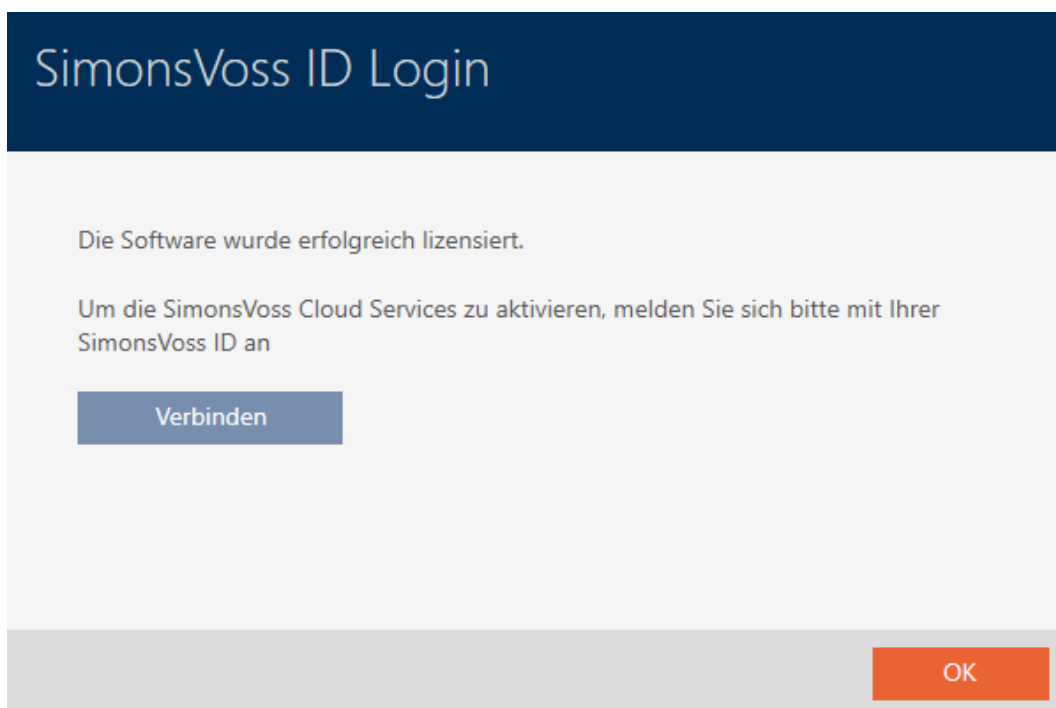 SimonsVoss ID Login
Die Software wurde erfolgreich lizensiert.
Um die SimonsVoss Cloud Services zu aktivieren, melden Sie sich bitte mit Ihrer
SimonsVoss ID an
Verbinden
OK